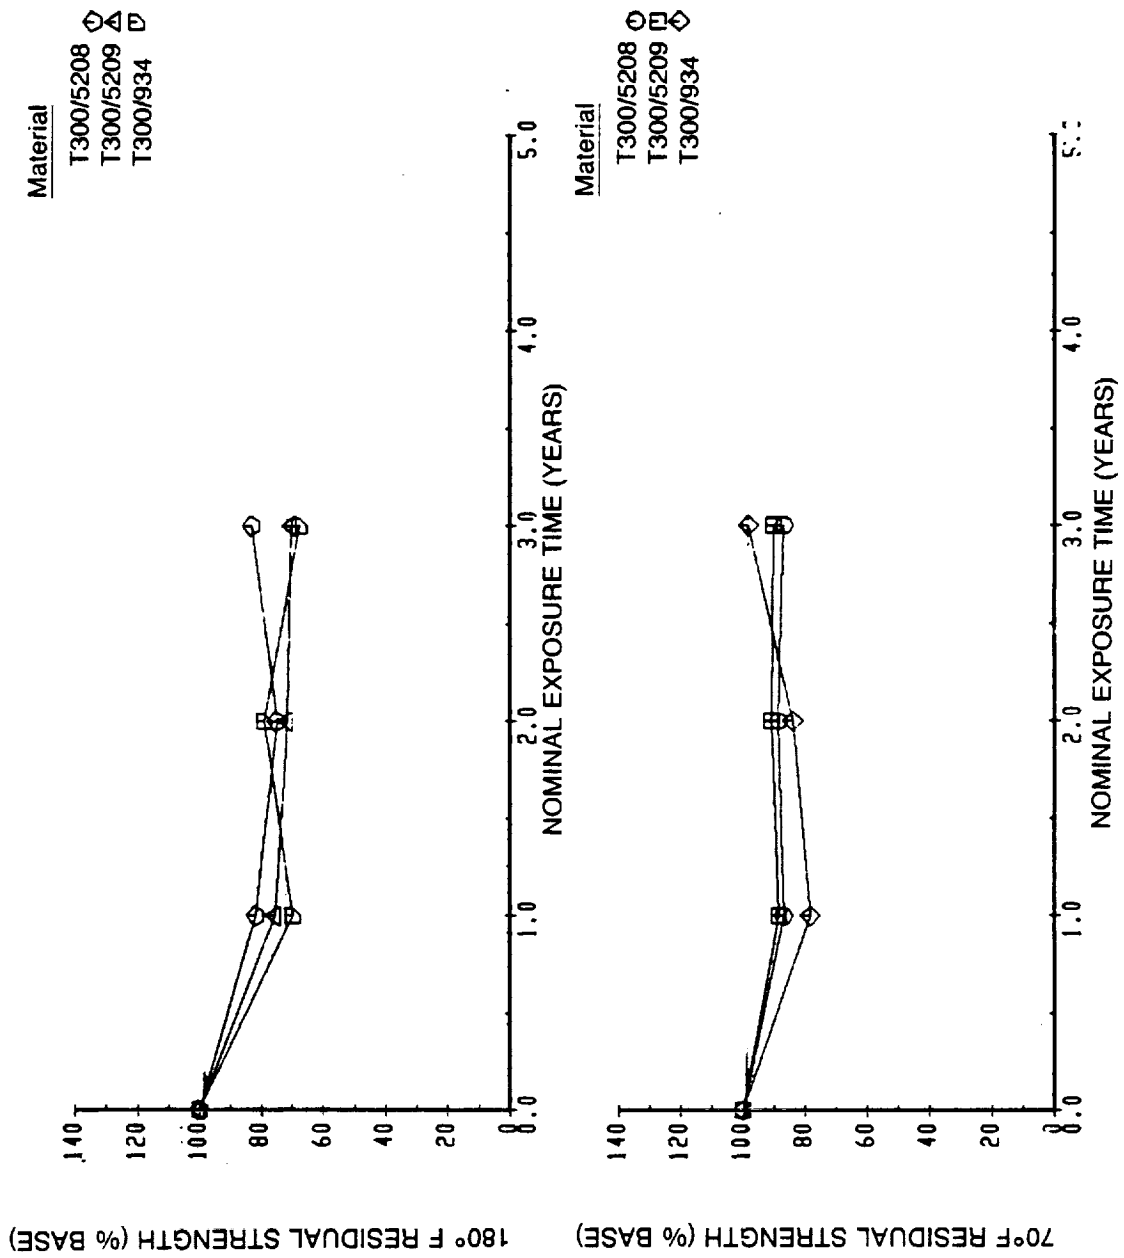 Material
T300/5208
T300/5209
T300/934
180°F RESIDUAL STRENGTH (% BASE)
140
120
100
80
60
40
20
0
.0
1.0
2.0
3.0
4.0
5.0
NOMINAL EXPOSURE TIME (YEARS)
Material
T300/5208
T300/5209
T300/934
70°F RESIDUAL STRENGTH (% BASE)
140
120
100
80
60
40
20
0
.0
1.0
2.0
3.0
4.0
NOMINAL EXPOSURE TIME (YEARS)